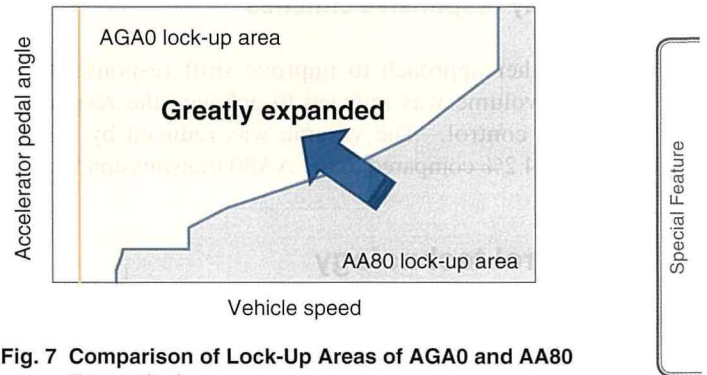 AGA0 lock-up area
Greatly expanded
AA80 lock-up area
Accelerator pedal angle
Vehicle speed
Fig. 7 Comparison of Lock-Up Areas of AGA0 and AA80
Special Feature